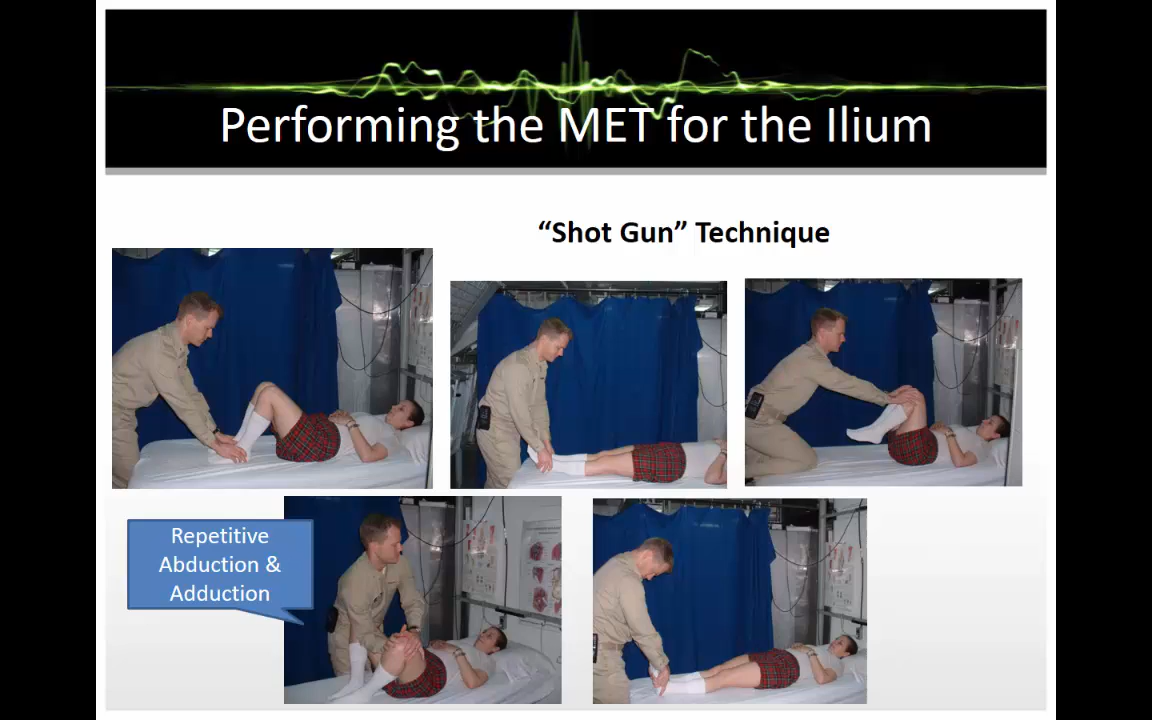 Performing the MET for the Ilium
“Shot Gun” Technique
Repetitive
Abduction &
Adduction